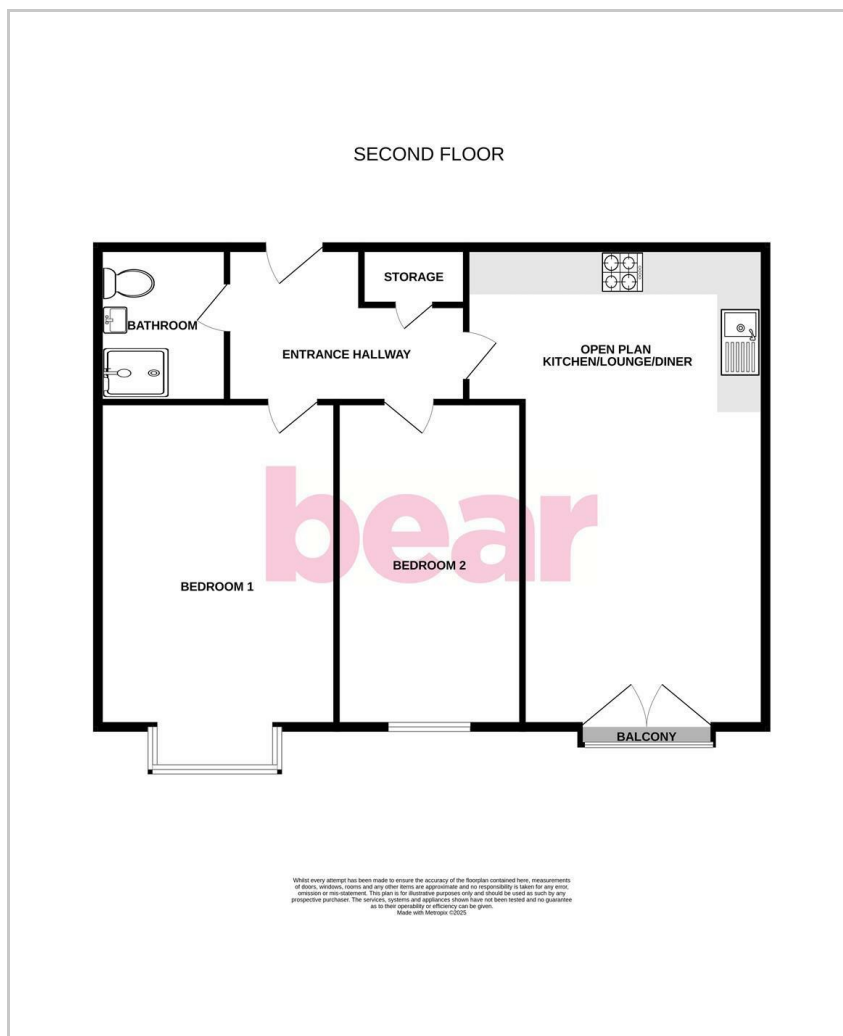 SECOND FLOOR
STORAGE
BATHROOM
ENTRANCE HALLWAY
OPEN PLAN
KITCHEN/LOUNGE/DINER
bear
BEDROOM 1
BEDROOM 2
BALCONY
Whilst every attempt has been made to ensure the accuracy of the floorplan contained here, measurements
of doors, windows, rooms and any other items are approximate and no responsibility is taken for any error,
omission or mis-statement. This plan is for illustrative purposes only and should be used as such by any
prospective purchaser. The services, systems and appliances shown have not been tested and no guarantee
as to their operability or efficiency can be given.
Made with Metropix ©2025